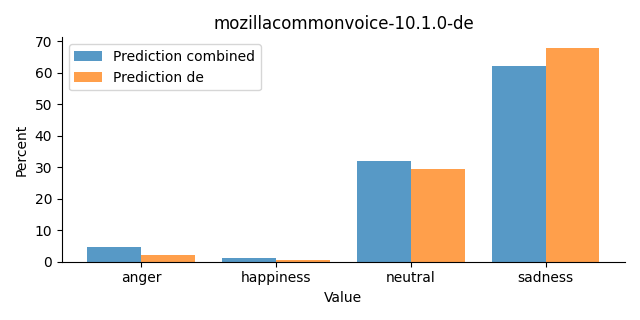 mozillacommonvoice-10.1.0-de
Prediction combined
Prediction de
Percent
70
60
50
40
30
20
10
0
anger happiness neutral sadness
Value